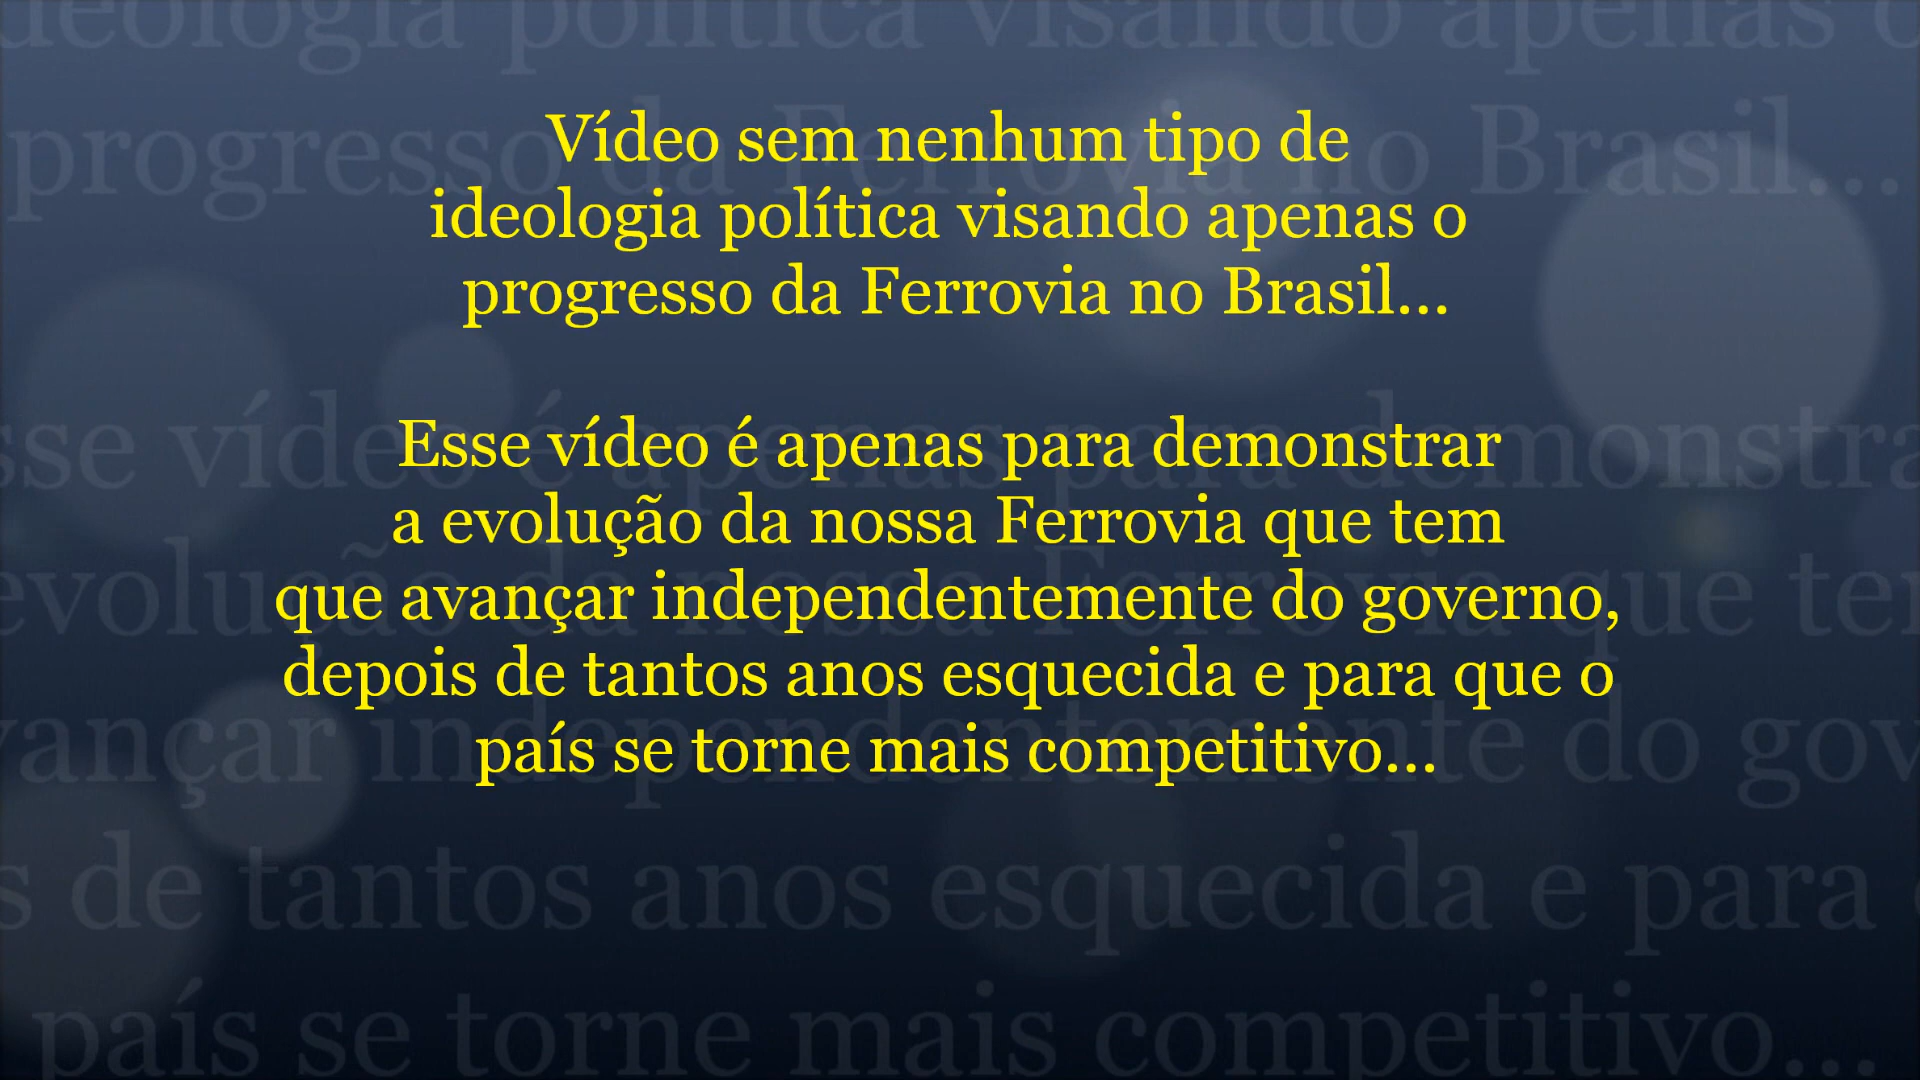 Vídeo sem nenhum tipo de
ideologia política visando apenas o
progresso da Ferrovia no Brasil...
Esse vídeo é apenas para demonstrar
a evolução da nossa Ferrovia que tem
que avançar independentemente do governo,
depois de tantos anos esquecida e para que o
país se torne mais competitivo...